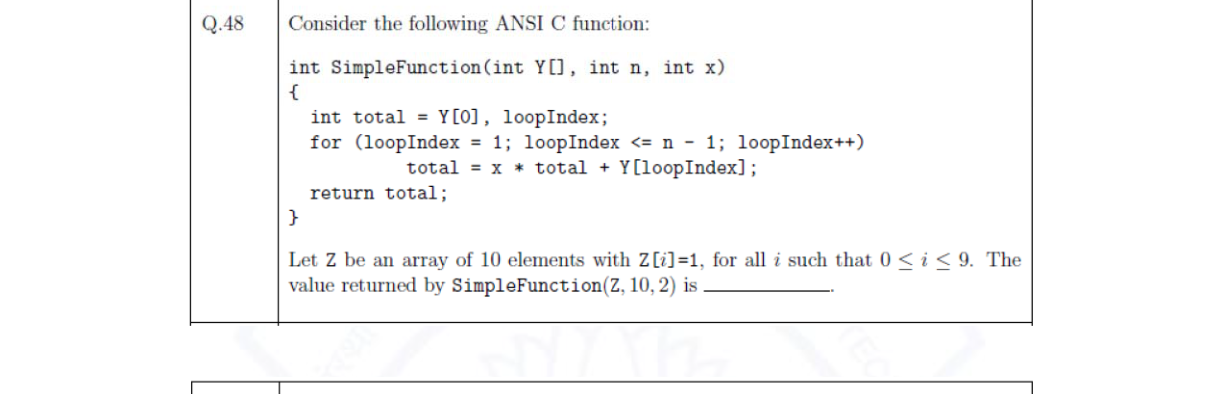 Q.48
Consider the following ANSI C function:
int SimpleFunction(int Y[], int n, int x)
{
int total = Y[0], loopIndex;
for (loopIndex = 1; loopIndex <= n - 1; loopIndex++)
total = x * total + Y[loopIndex];
return total;
}
Let Z be an array of 10 elements with Z[i]=1, for all i such that 0 ≤ i ≤ 9. The
value returned by SimpleFunction(Z, 10, 2) is ____________.